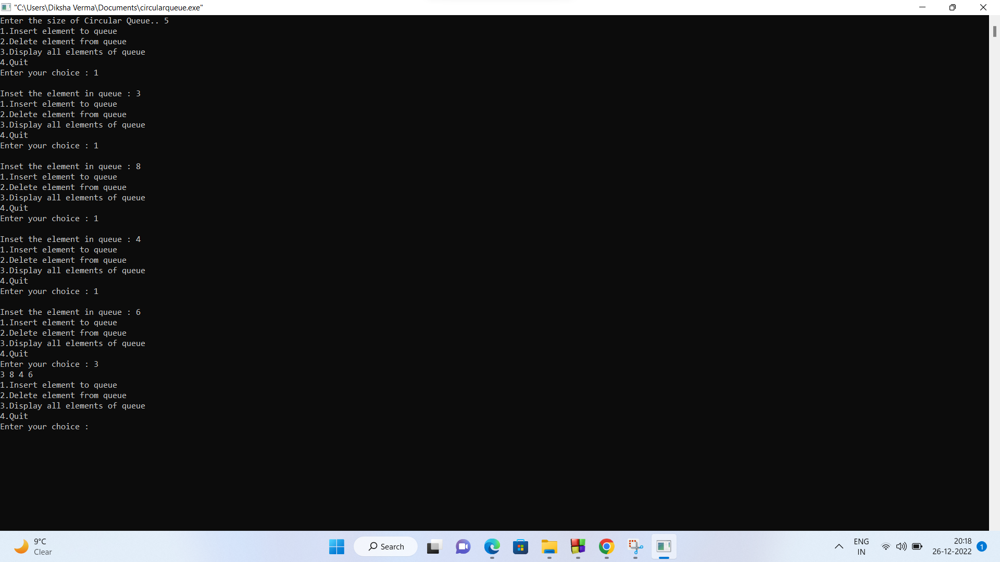 "C:\Users\Diksha Verma\Documents\circularqueue.exe"
Enter the size of Circular Queue.. 5
1.Insert element to queue
2.Delete element from queue
3.Display all elements of queue
4.Quit
Enter your choice : 1
Inset the element in queue : 3
1.Insert element to queue
2.Delete element from queue
3.Display all elements of queue
4.Quit
Enter your choice : 1
Inset the element in queue : 8
1.Insert element to queue
2.Delete element from queue
3.Display all elements of queue
4.Quit
Enter your choice : 1
Inset the element in queue : 4
1.Insert element to queue
2.Delete element from queue
3.Display all elements of queue
4.Quit
Enter your choice : 1
Inset the element in queue : 6
1.Insert element to queue
2.Delete element from queue
3.Display all elements of queue
4.Quit
Enter your choice : 3
3 8 4 6
1.Insert element to queue
2.Delete element from queue
3.Display all elements of queue
4.Quit
Enter your choice :
9°C
Clear
Search
ENG
IN
20:18
26-12-2022
1